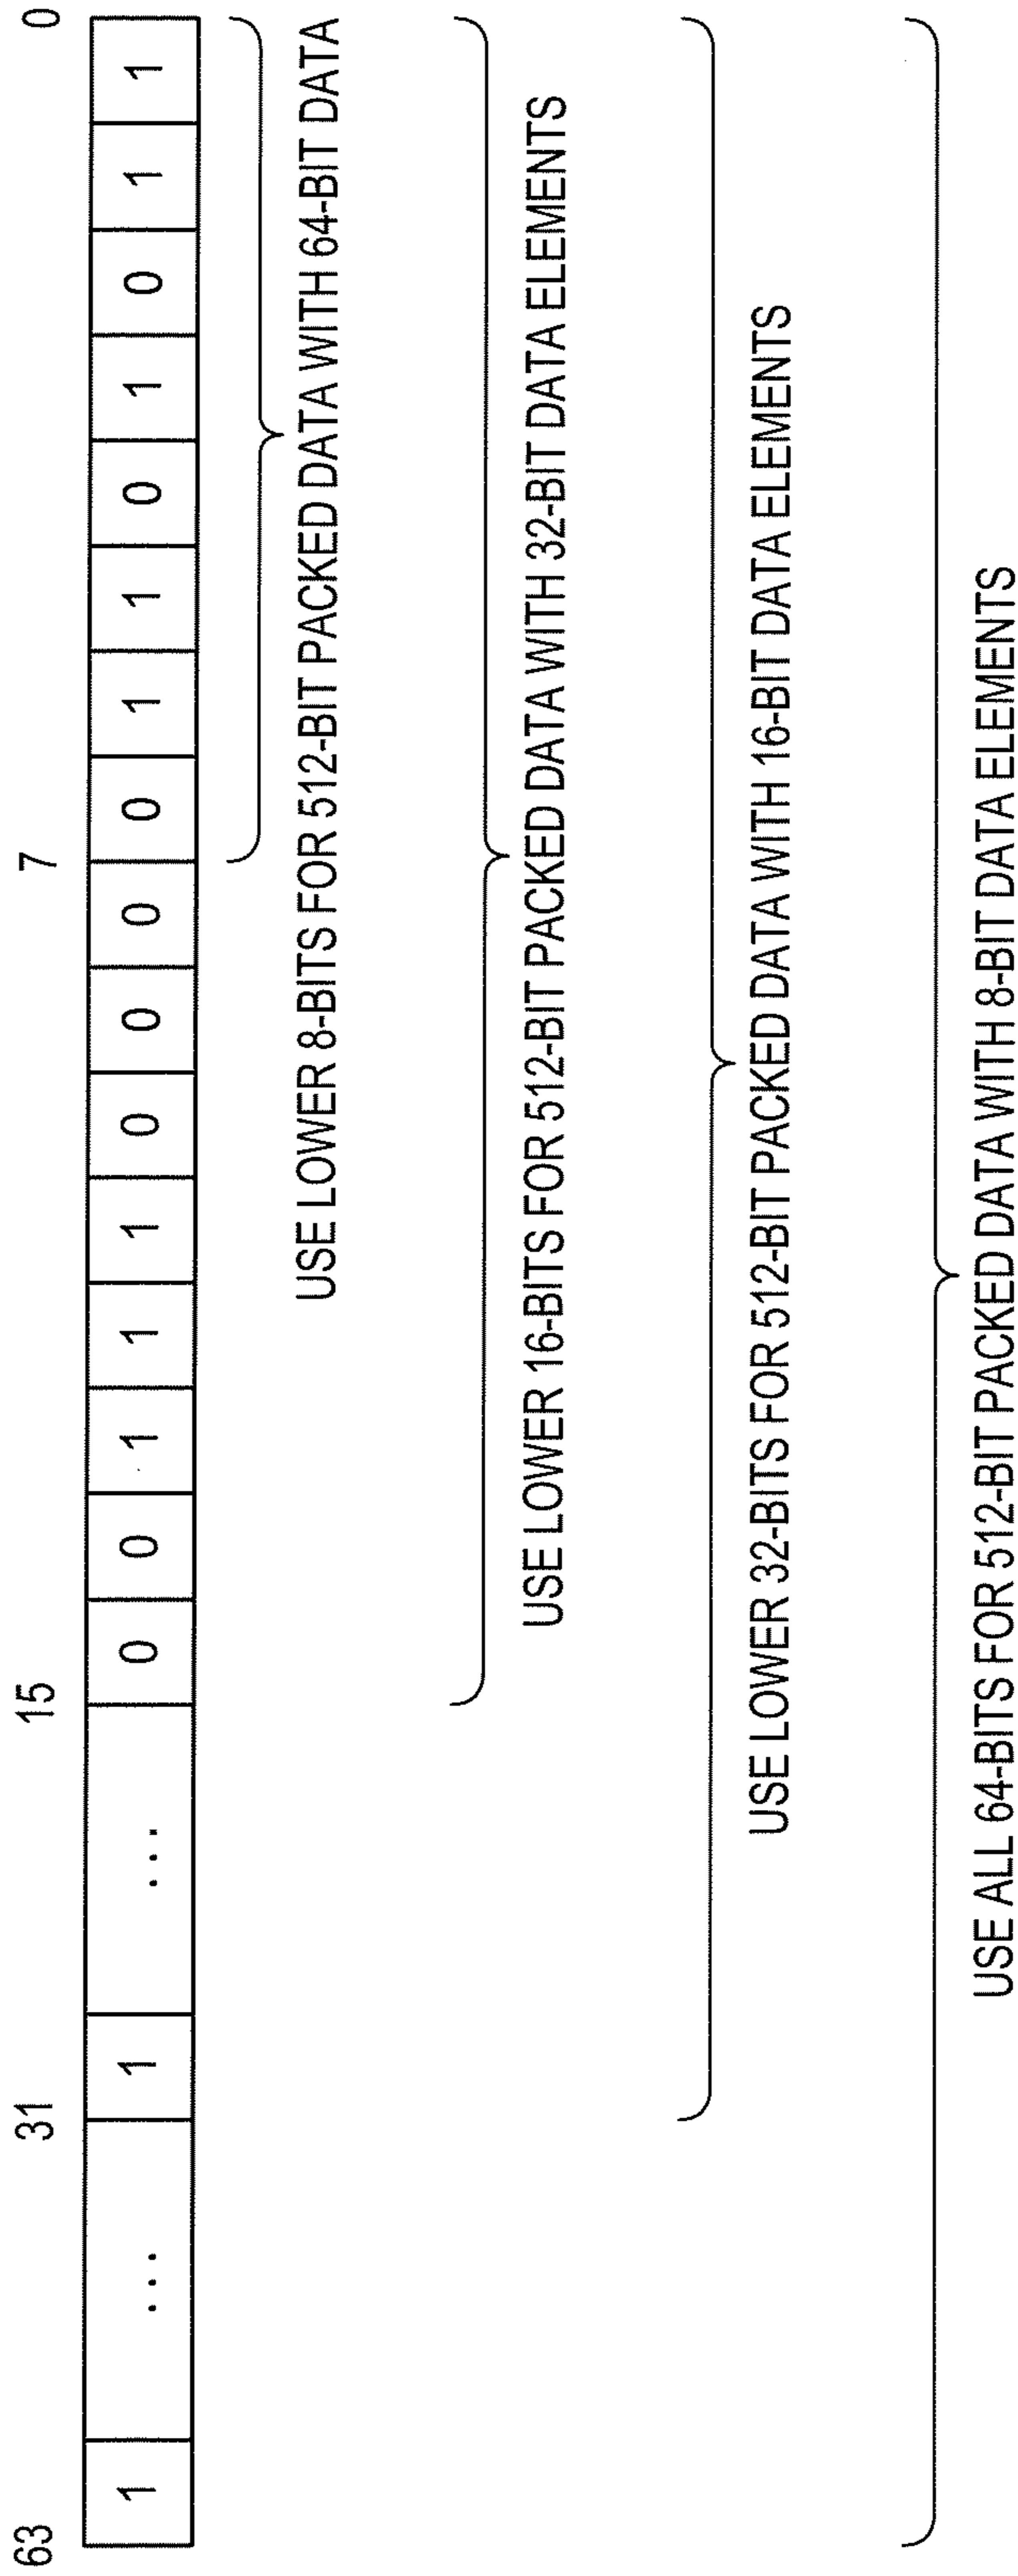 63 31 15 7 0
1 ... 1 ... 0 0 1 1 1 0 0 0 0 1 1 0 1 0 1 1
USE LOWER 8-BITS FOR 512-BIT PACKED DATA WITH 64-BIT DATA
USE LOWER 16-BITS FOR 512-BIT PACKED DATA WITH 32-BIT DATA ELEMENTS
USE LOWER 32-BITS FOR 512-BIT PACKED DATA WITH 16-BIT DATA ELEMENTS
USE ALL 64-BITS FOR 512-BIT PACKED DATA WITH 8-BIT DATA ELEMENTS